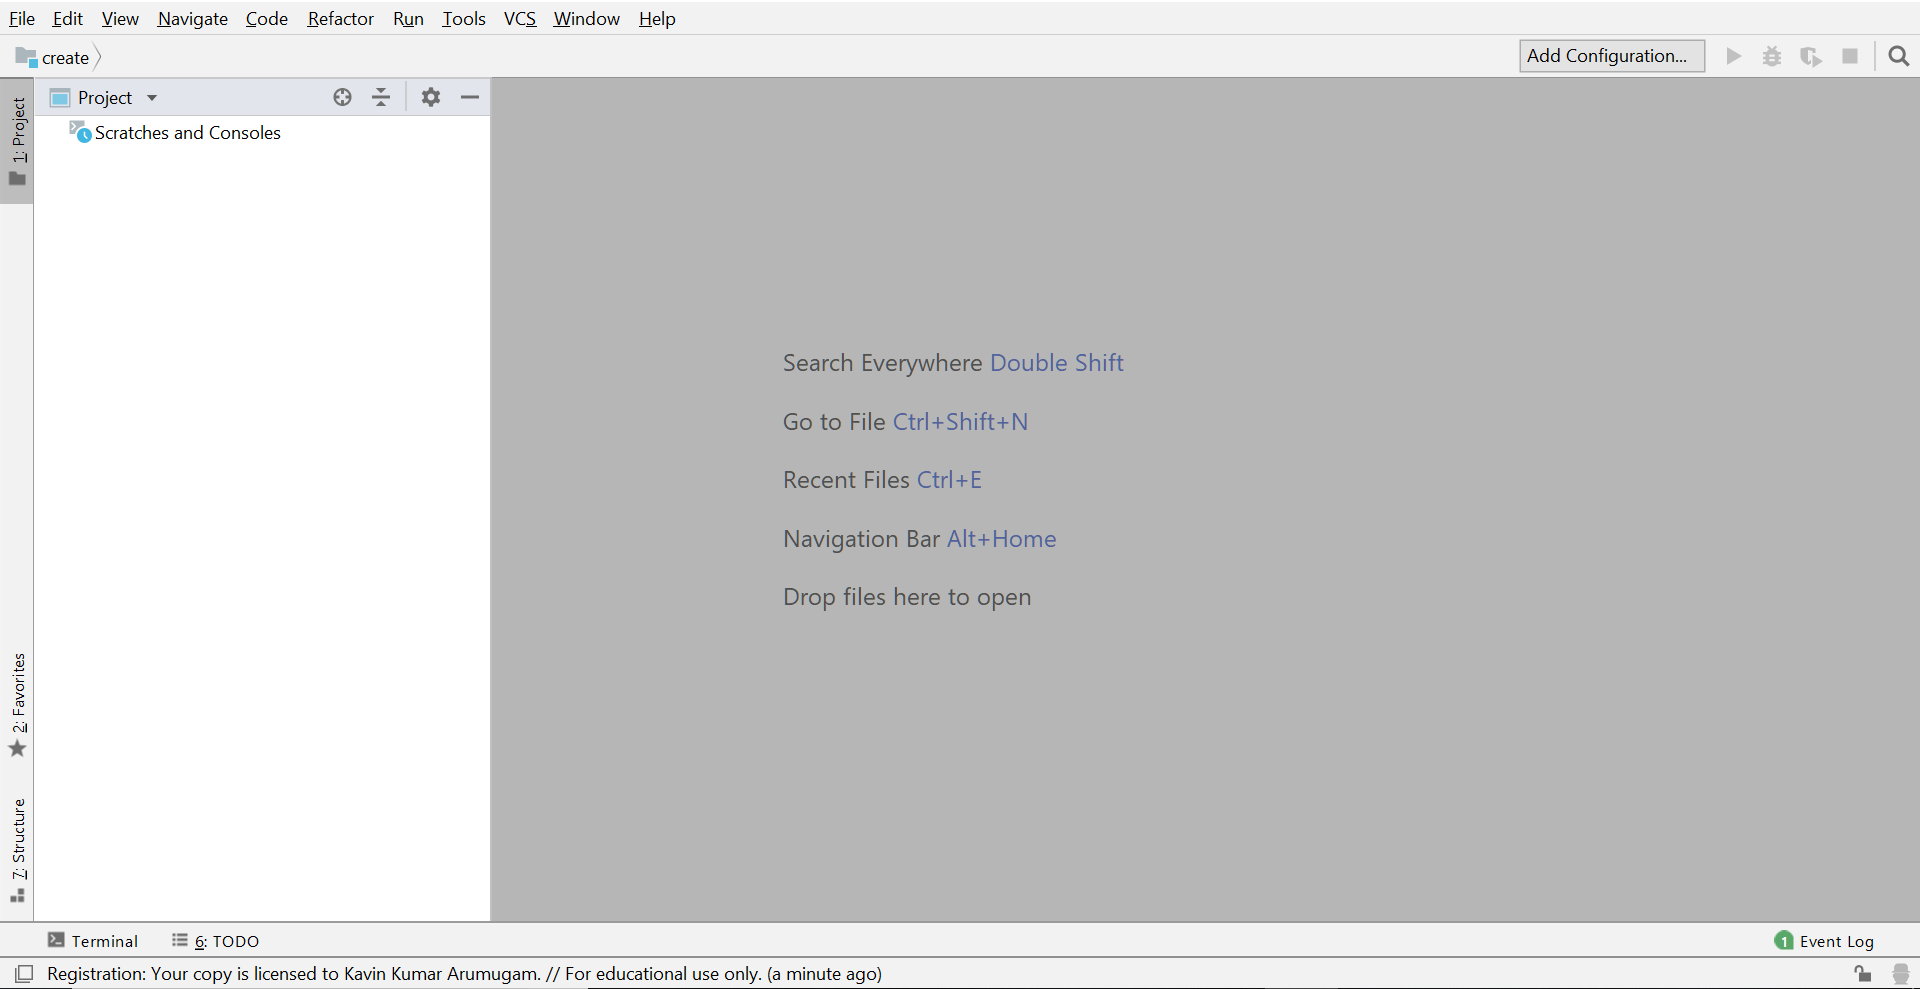 File Edit View Navigate Code Refactor Run Tools VCS Window Help
create Add Configuration...
1: Project
Project
Scratches and Consoles
Search Everywhere Double Shift
Go to File Ctrl+Shift+N
Recent Files Ctrl+E
Navigation Bar Alt+Home
Drop files here to open
2: Favorites
7: Structure
Terminal 6: TODO 1 Event Log
Registration: Your copy is licensed to Kavin Kumar Arumugam. // For educational use only. (a minute ago)